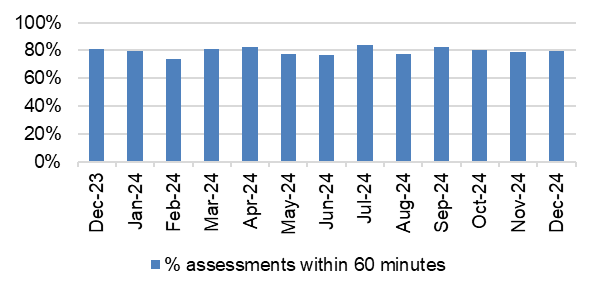 100%
80%
60%
40%
20%
0%
Dec-23
Jan-24
Feb-24
Mar-24
Apr-24
May-24
Jun-24
Jul-24
Aug-24
Sep-24
Oct-24
Nov-24
Dec-24
% assessments within 60 minutes